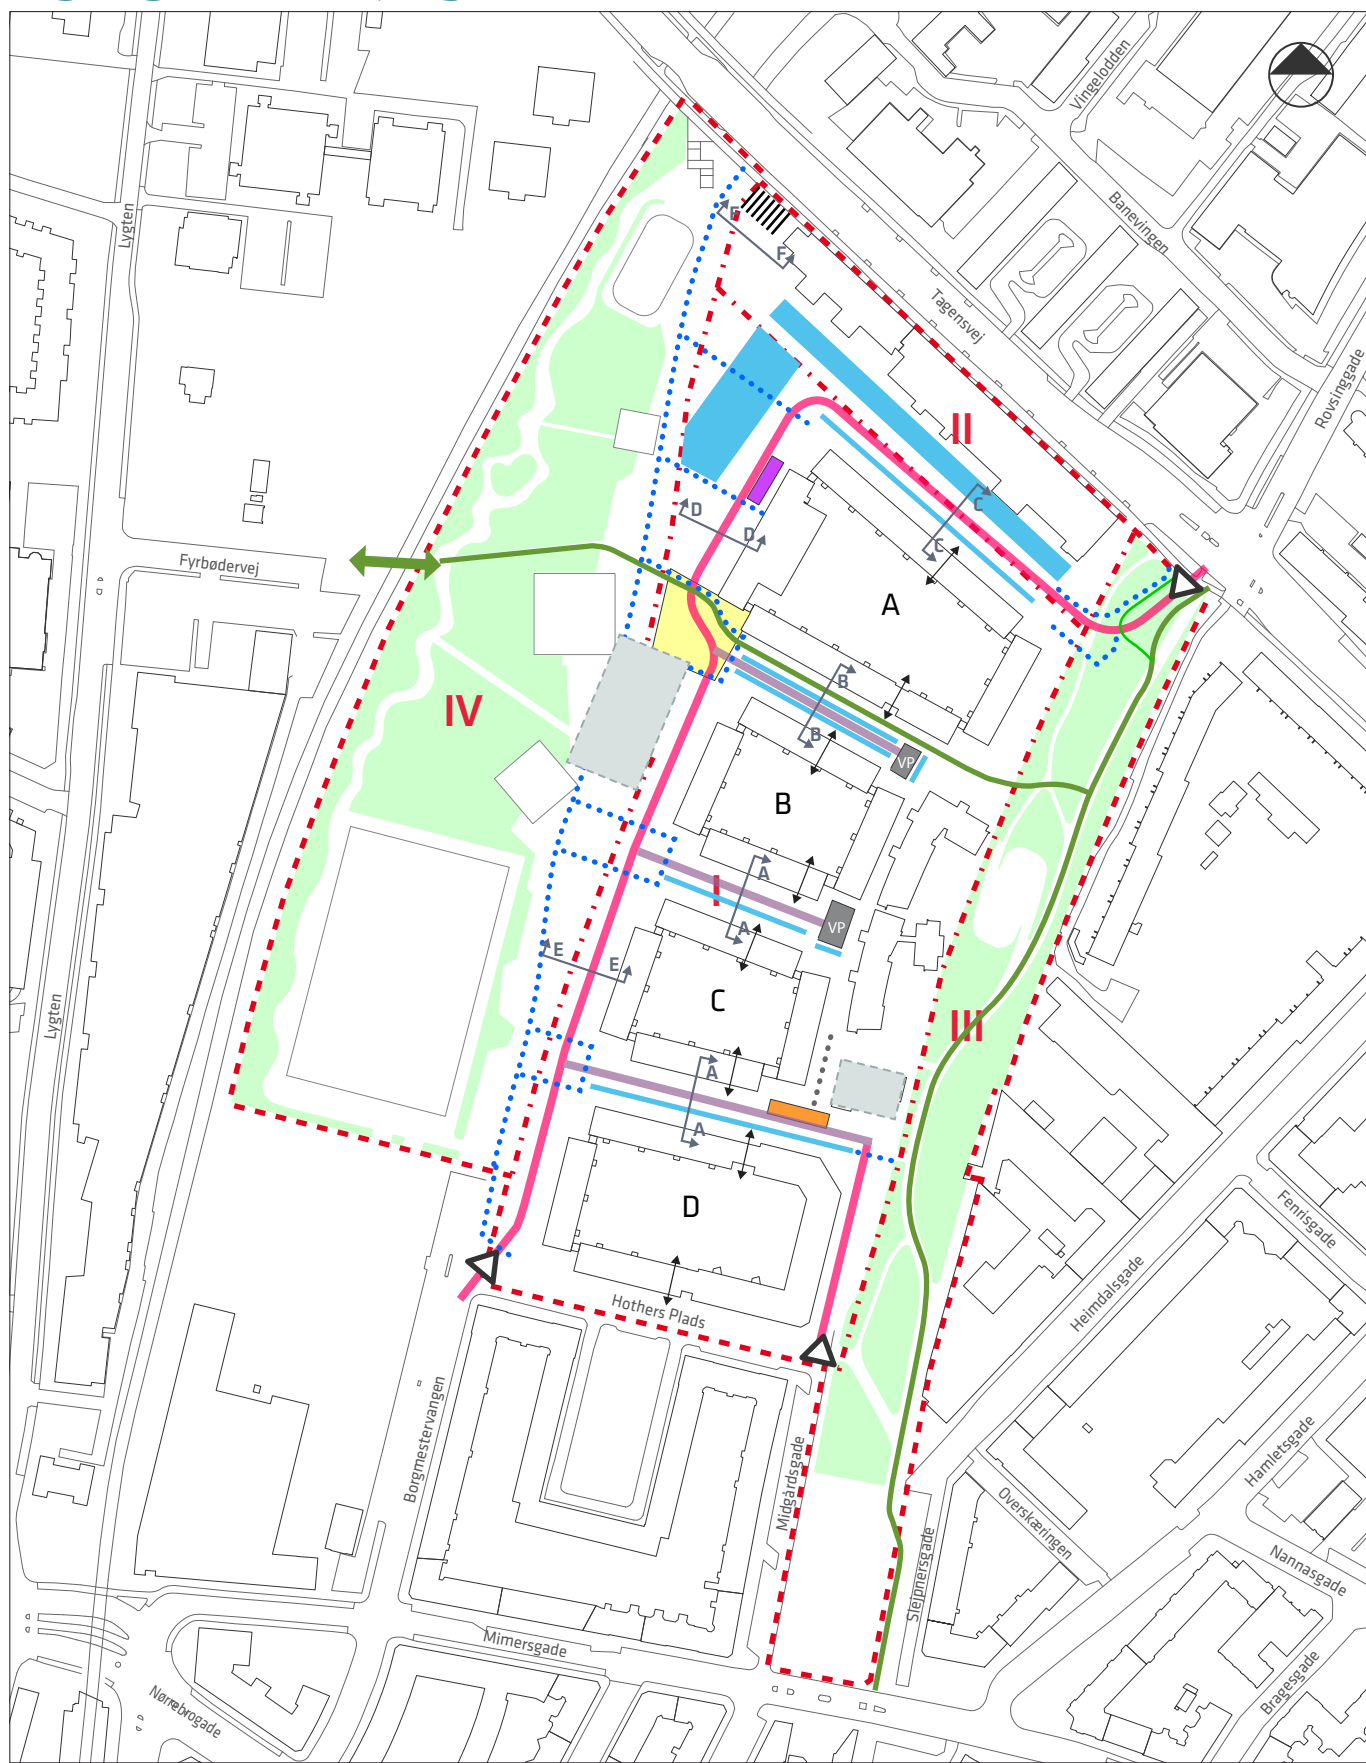 Vingelodden
Banevingen
Lygten
F
F
Tagensvej
Rovsinggade
II
C
D
D
C
Fyrbødervej
A
IV
B
B
VP
B
I
A
A
VP
E
E
C
Lygten
III
A
A
D
Fenrisgade
Heimdalsgade
Hothers Plads
Borgmestervangen
Midgårdsgade
Hamletsgade
Overskæringen
Slejpnersgade
Nannasgade
Mimersgade
Bragesgade
Nørrebrogade